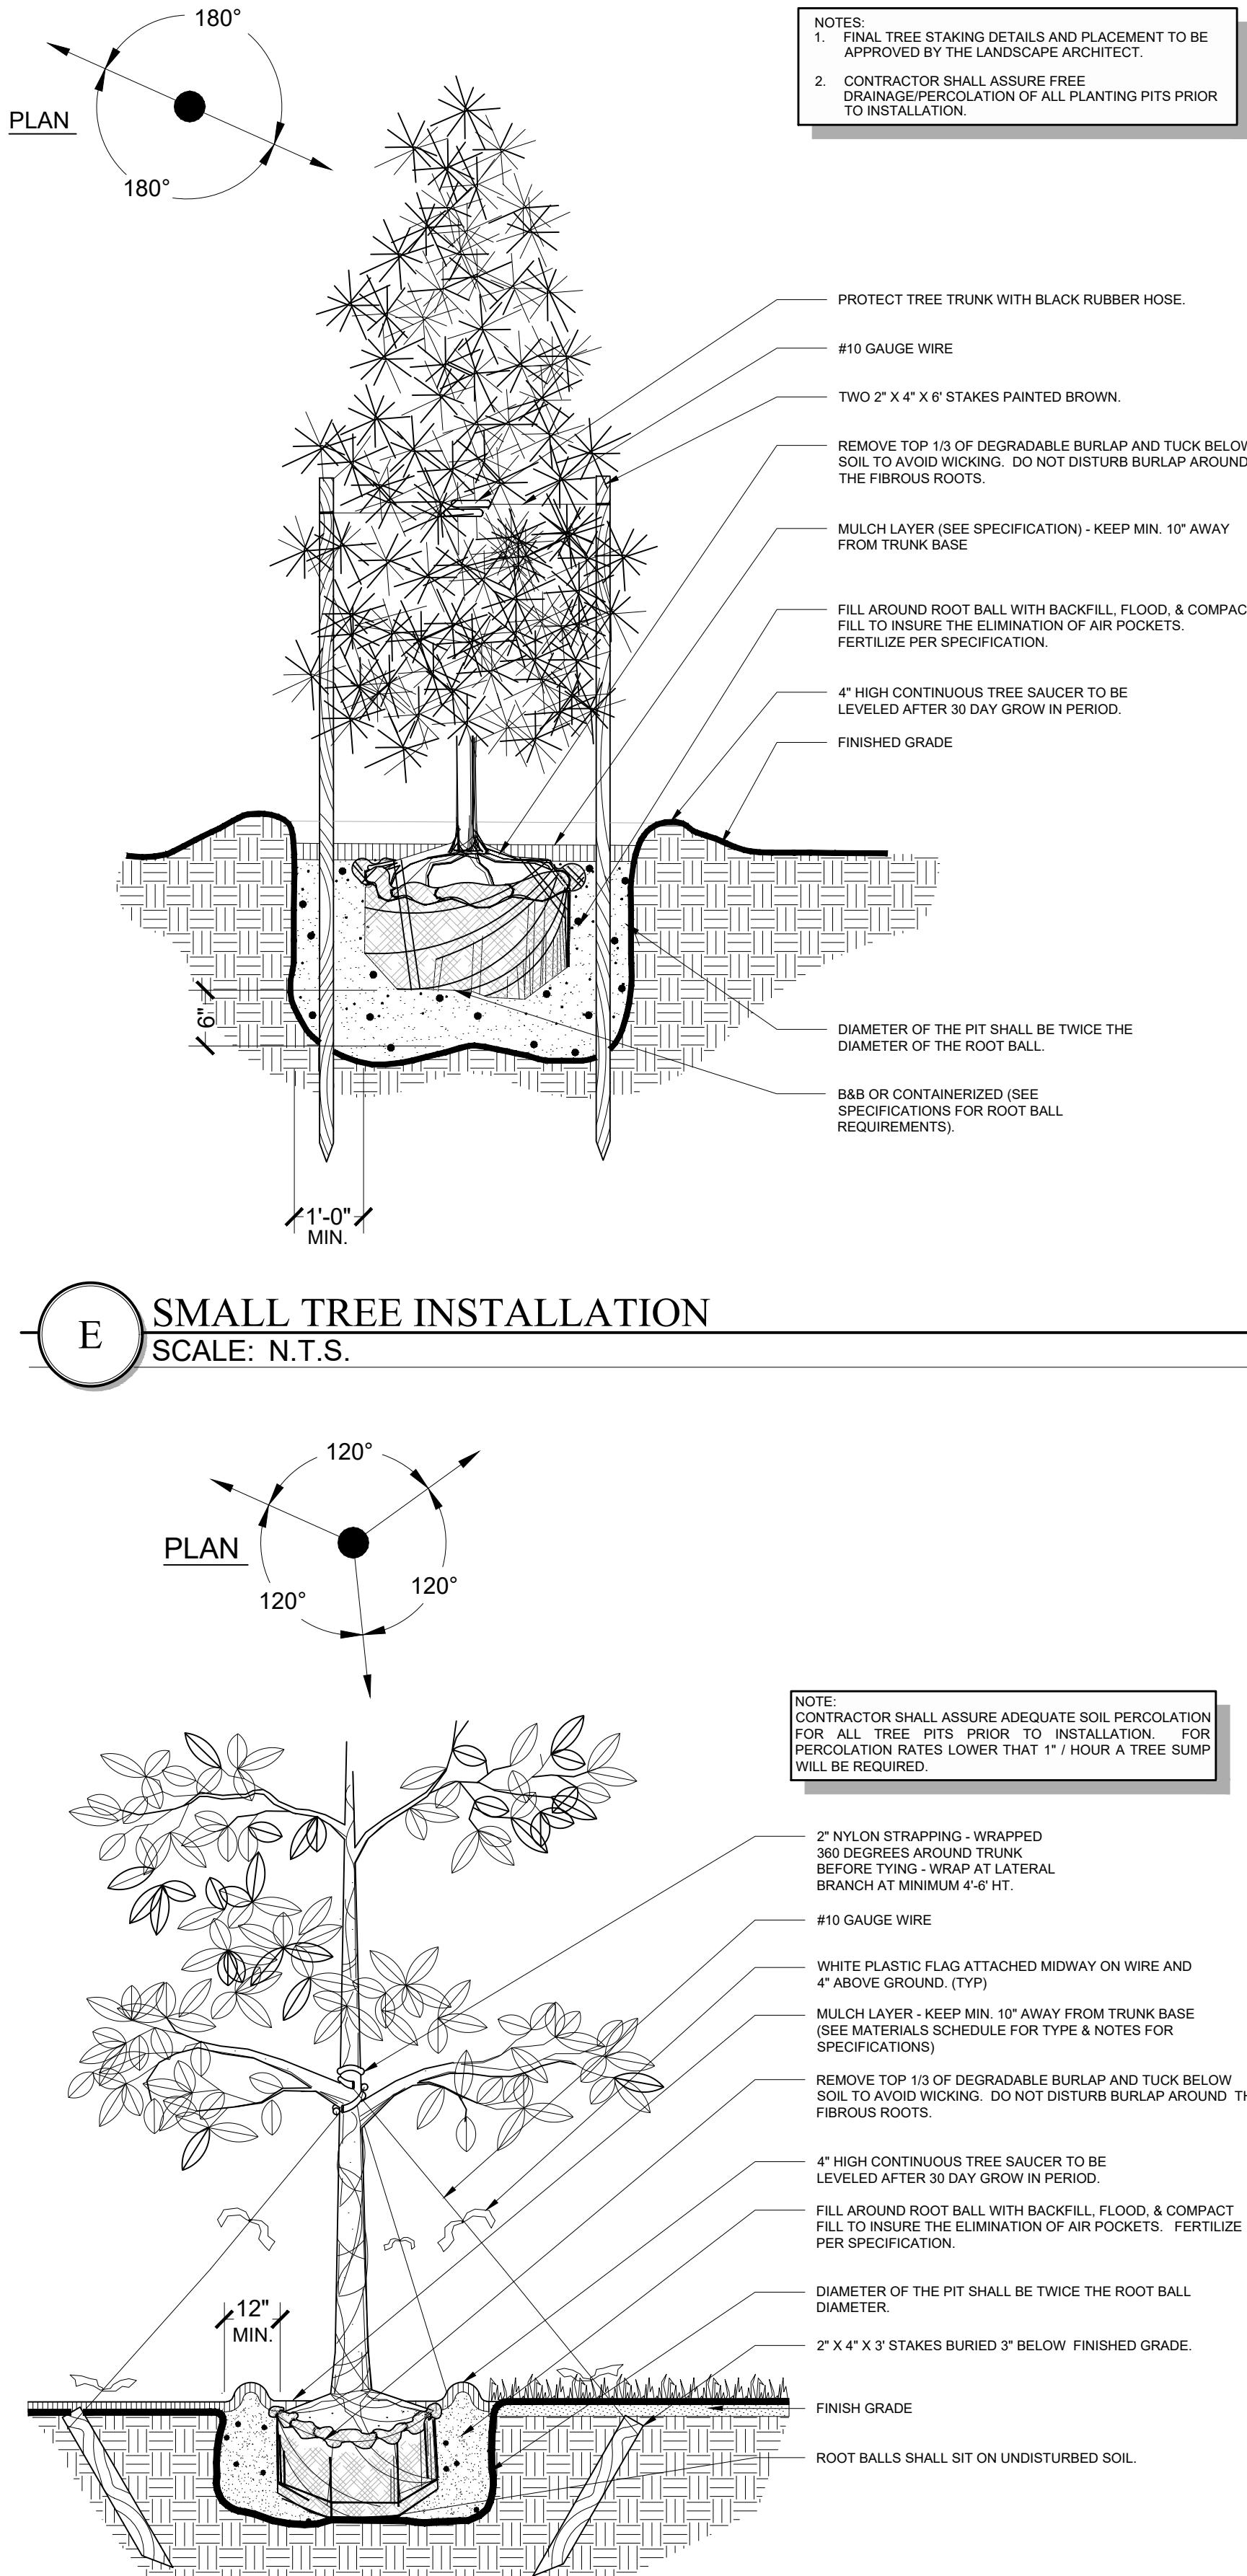 180°
PLAN
180°
NOTES:
1. FINAL TREE STAKING DETAILS AND PLACEMENT TO BE
APPROVED BY THE LANDSCAPE ARCHITECT.
2. CONTRACTOR SHALL ASSURE FREE
DRAINAGE/PERCOLATION OF ALL PLANTING PITS PRIOR
TO INSTALLATION.
PROTECT TREE TRUNK WITH BLACK RUBBER HOSE.
#10 GAUGE WIRE
TWO 2" X 4" X 6' STAKES PAINTED BROWN.
REMOVE TOP 1/3 OF DEGRADABLE BURLAP AND TUCK BELOW
SOIL TO AVOID WICKING. DO NOT DISTURB BURLAP AROUND
THE FIBROUS ROOTS.
MULCH LAYER (SEE SPECIFICATION) - KEEP MIN. 10" AWAY
FROM TRUNK BASE
FILL AROUND ROOT BALL WITH BACKFILL, FLOOD, & COMPAC
FILL TO INSURE THE ELIMINATION OF AIR POCKETS.
FERTILIZE PER SPECIFICATION.
4" HIGH CONTINUOUS TREE SAUCER TO BE
LEVELED AFTER 30 DAY GROW IN PERIOD.
FINISHED GRADE
6"
DIAMETER OF THE PIT SHALL BE TWICE THE
DIAMETER OF THE ROOT BALL.
B&B OR CONTAINERIZED (SEE
SPECIFICATIONS FOR ROOT BALL
REQUIREMENTS).
1'-0"
MIN.
E
SMALL TREE INSTALLATION
SCALE: N.T.S.
120°
PLAN
120°
120°
NOTE:
CONTRACTOR SHALL ASSURE ADEQUATE SOIL PERCOLATION
FOR ALL TREE PITS PRIOR TO INSTALLATION. FOR
PERCOLATION RATES LOWER THAT 1" / HOUR A TREE SUMP
WILL BE REQUIRED.
2" NYLON STRAPPING - WRAPPED
360 DEGREES AROUND TRUNK
BEFORE TYING - WRAP AT LATERAL
BRANCH AT MINIMUM 4'-6' HT.
#10 GAUGE WIRE
WHITE PLASTIC FLAG ATTACHED MIDWAY ON WIRE AND
4" ABOVE GROUND. (TYP)
MULCH LAYER - KEEP MIN. 10" AWAY FROM TRUNK BASE
(SEE MATERIALS SCHEDULE FOR TYPE & NOTES FOR
SPECIFICATIONS)
REMOVE TOP 1/3 OF DEGRADABLE BURLAP AND TUCK BELOW
SOIL TO AVOID WICKING. DO NOT DISTURB BURLAP AROUND TH
FIBROUS ROOTS.
4" HIGH CONTINUOUS TREE SAUCER TO BE
LEVELED AFTER 30 DAY GROW IN PERIOD.
FILL AROUND ROOT BALL WITH BACKFILL, FLOOD, & COMPACT
FILL TO INSURE THE ELIMINATION OF AIR POCKETS. FERTILIZE
PER SPECIFICATION.
12"
MIN.
DIAMETER OF THE PIT SHALL BE TWICE THE ROOT BALL
DIAMETER.
2" X 4" X 3' STAKES BURIED 3" BELOW FINISHED GRADE.
FINISH GRADE
ROOT BALLS SHALL SIT ON UNDISTURBED SOIL.